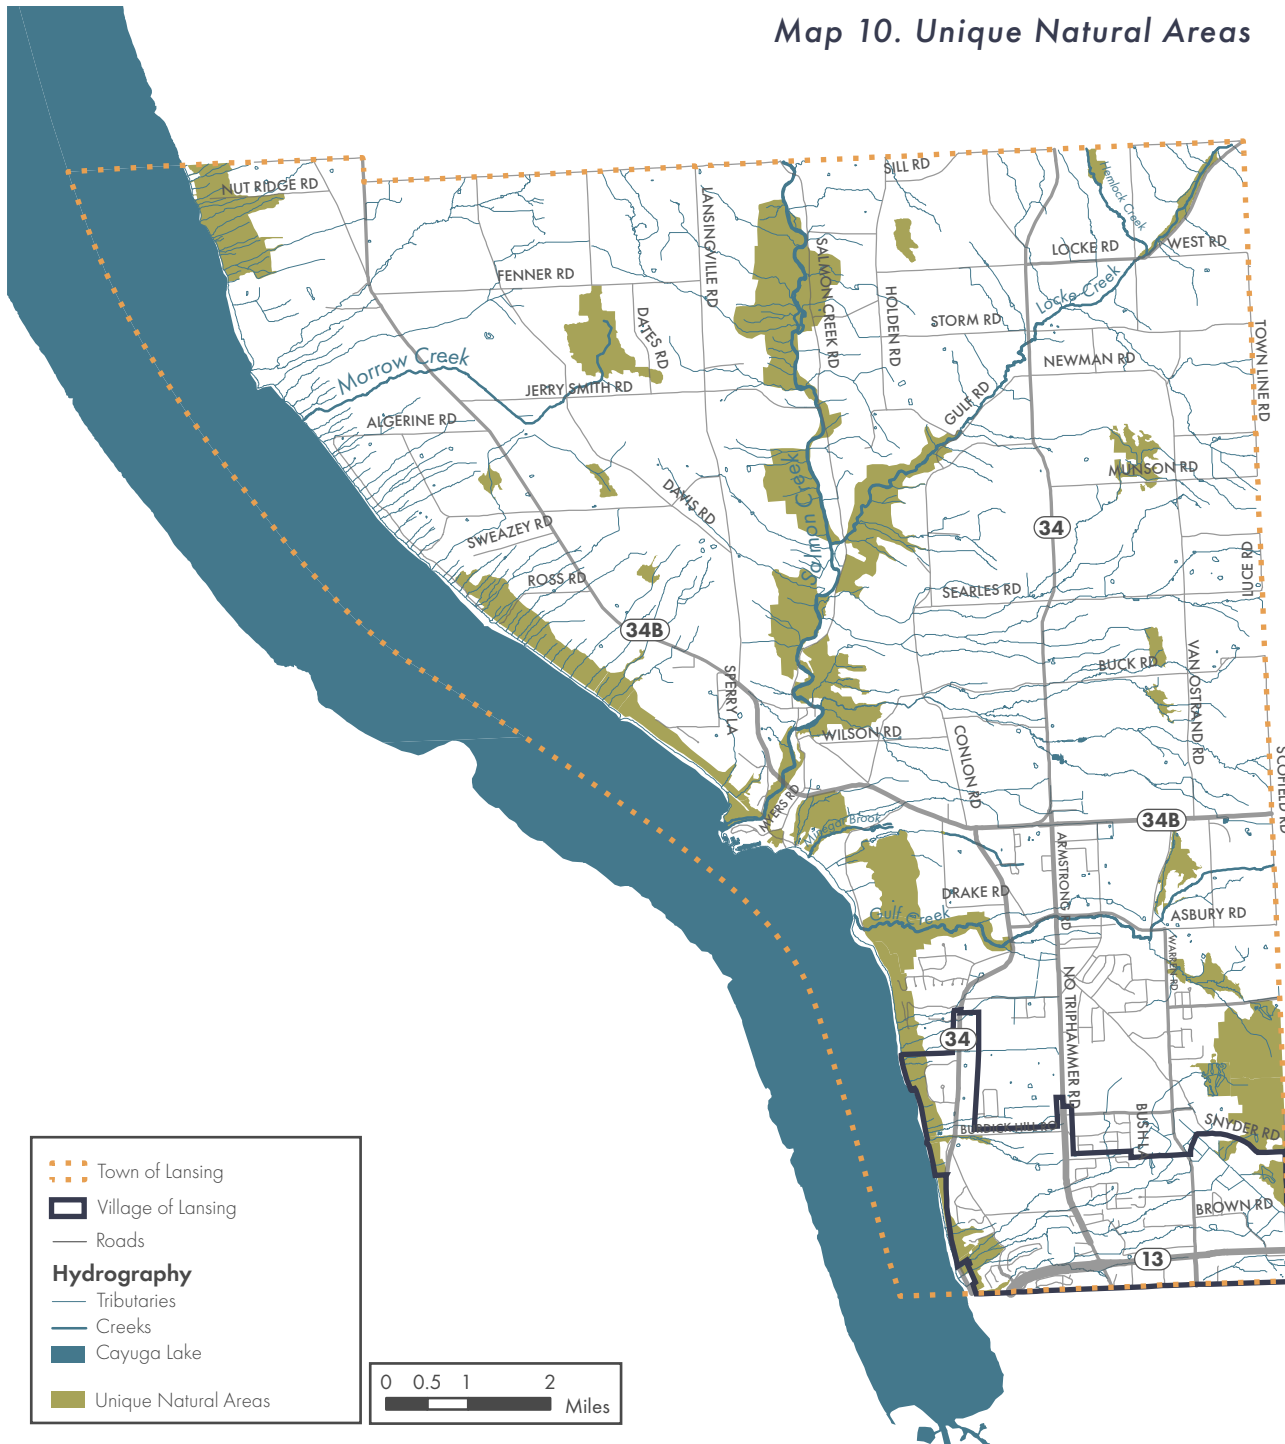 Map 10. Unique Natural Areas
NUT RIDGE RD
SILL RD
Hemlock Creek
LOCKE RD
WEST RD
LANSINGVILLE RD
SALMON CREEK RD
FENNER RD
Locke Creek
HOLDEN RD
DATES RD
STORM RD
TOWN LINE RD
NEWMAN RD
Morrow Creek
JERRY SMITH RD
GULF RD
ALGERINE RD
MUNSON RD
DAVIS RD
Salmon Creek
SWEAZEY RD
34
LUCE RD
ROSS RD
SEARLES RD
34B
BUCK RD
VAN OSTRAND RD
SPERRY LA
WILSON RD
CONLON RD
SCOFIELD RD
MYERS RD
Minegar Brook
34B
ARMSTRONG RD
DRAKE RD
Gulf Creek
ASBURY RD
WARREN RD
NO TRIPHAMMER RD
34
BURDICK HILL RD
BUSH LA
SNYDER RD
BROWN RD
13
Town of Lansing
Village of Lansing
Roads
Hydrography
Tributaries
Creeks
Cayuga Lake
Unique Natural Areas
0 0.5 1 2
Miles